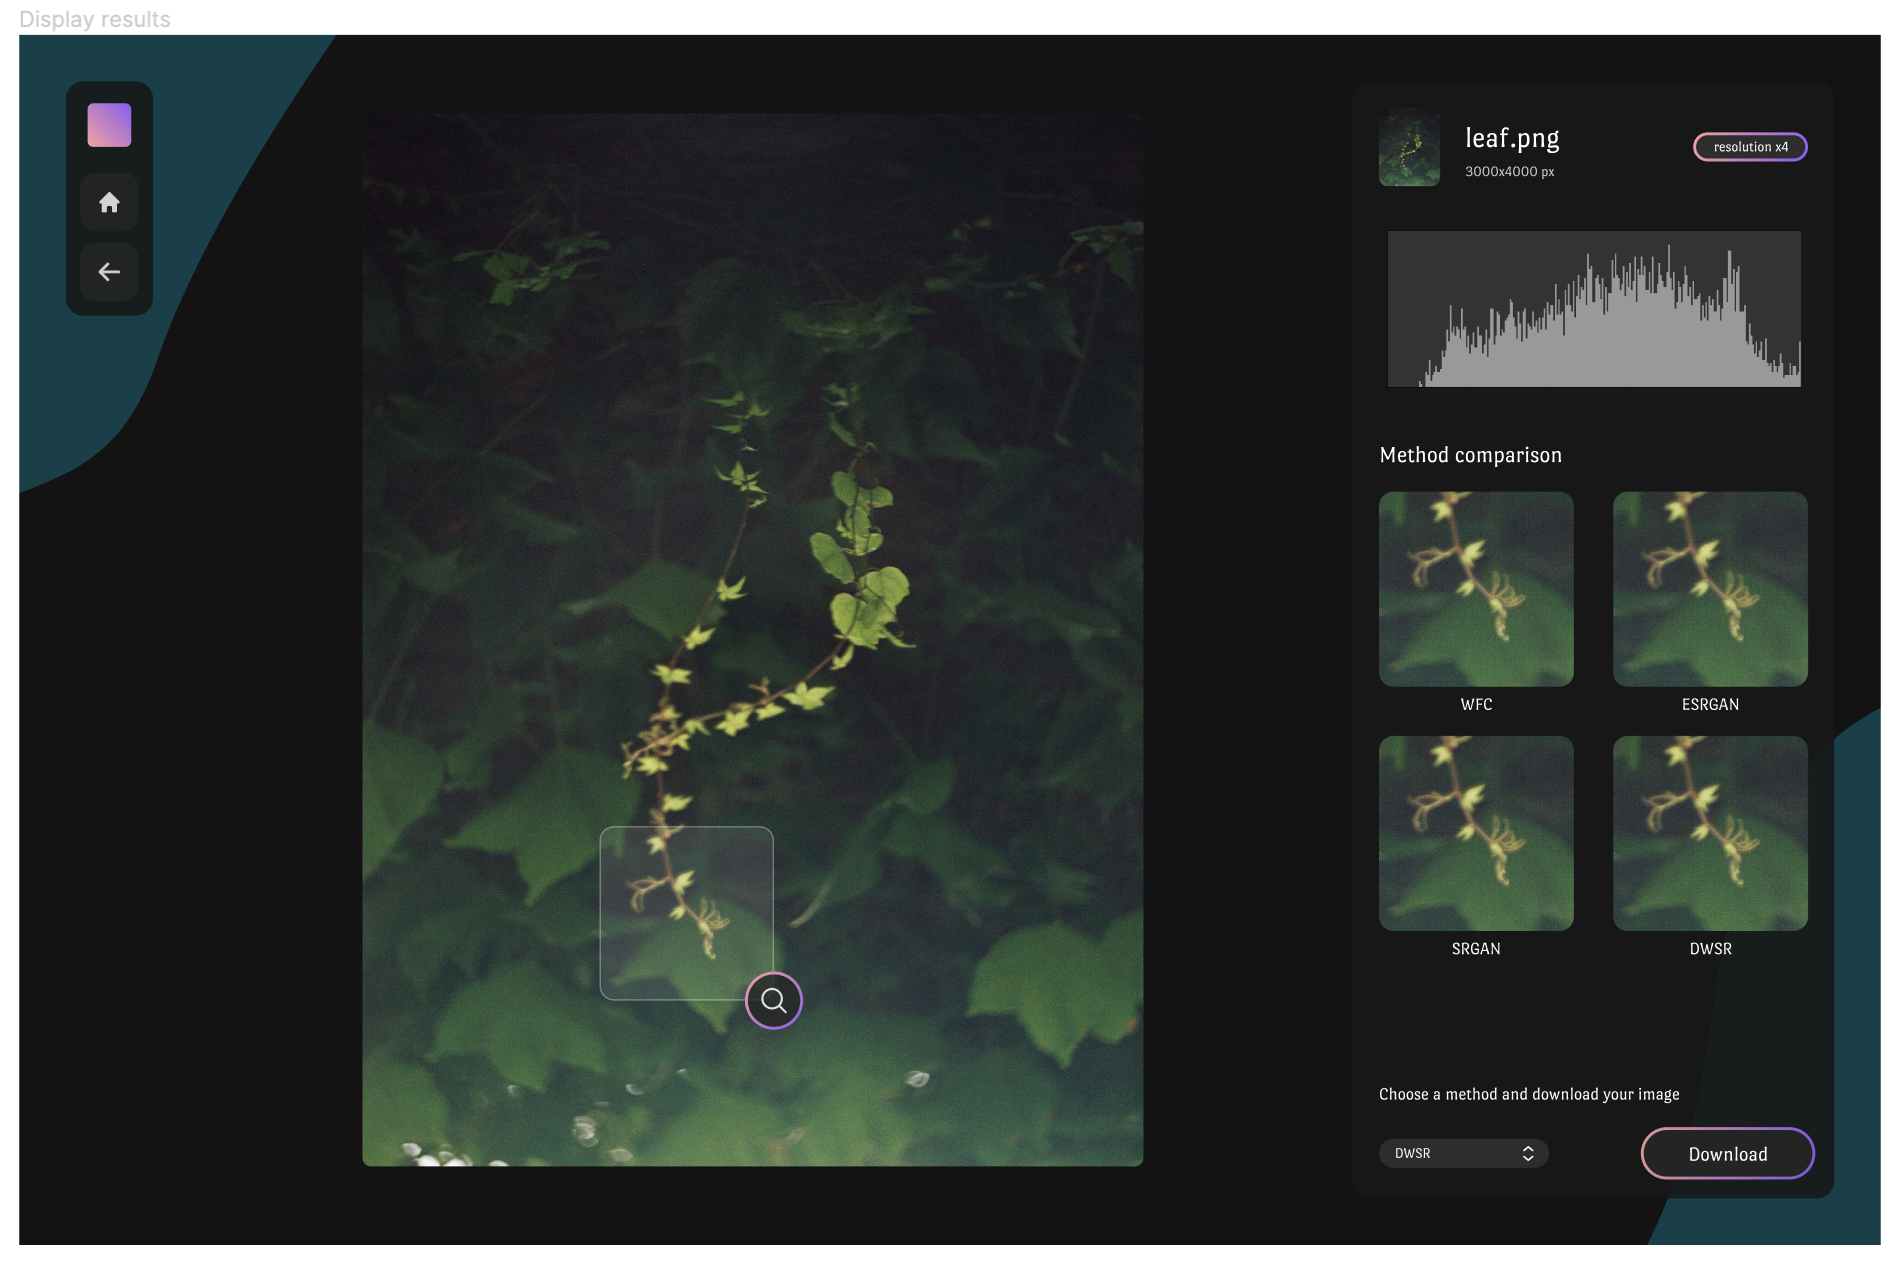 Display results
leaf.png
3000x4000 px
resolution x4
Method comparison
WFC
ESRGAN
SRGAN
DWSR
Choose a method and download your image
DWSR
Download